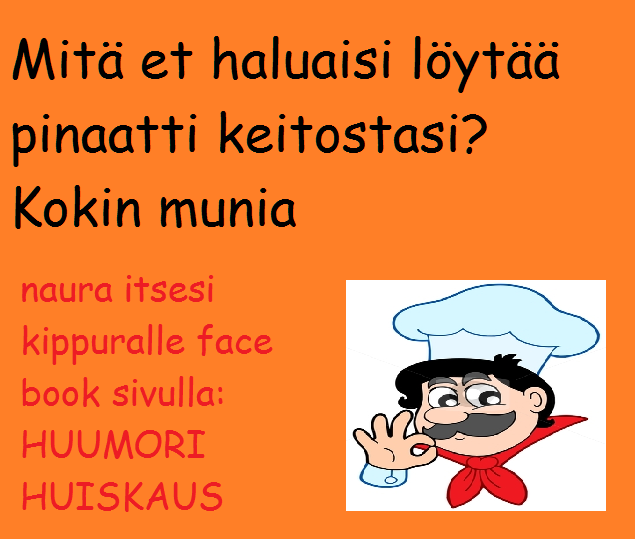 Mitä et haluaisi löytää
pinaatti keitostasi?
Kokin munia
naura itsesi
kippuralle face
book sivulla:
HUUMORI
HUISKAUS